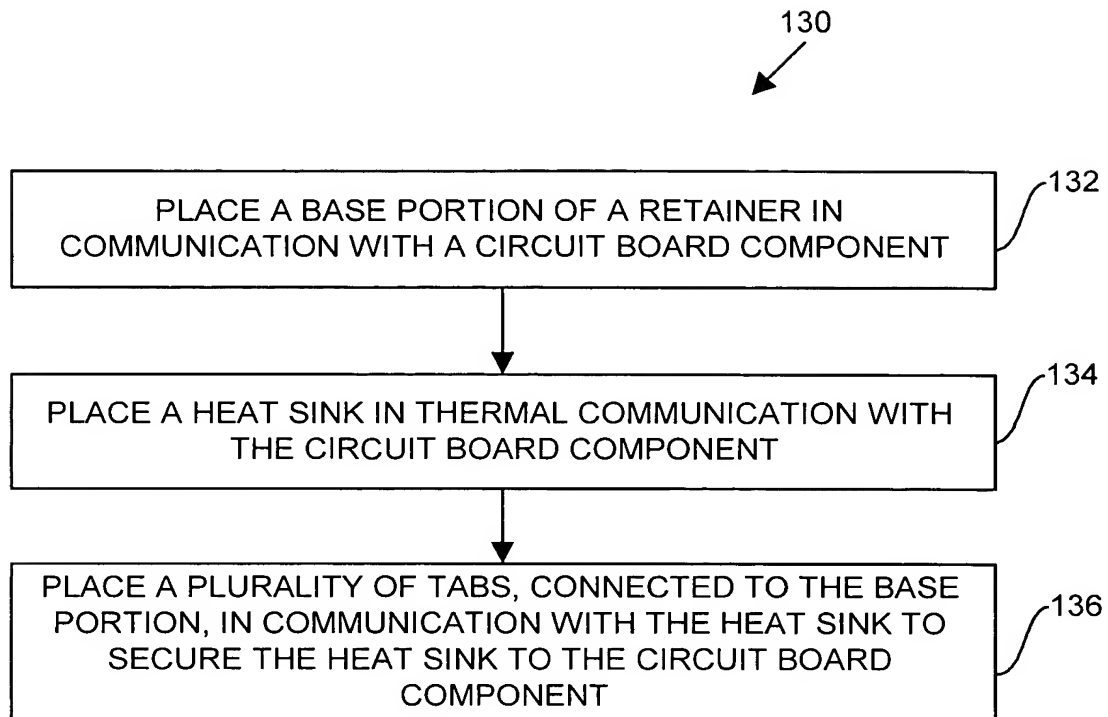 130
PLACE A BASE PORTION OF A RETAINER IN
COMMUNICATION WITH A CIRCUIT BOARD COMPONENT
132
PLACE A HEAT SINK IN THERMAL COMMUNICATION WITH
THE CIRCUIT BOARD COMPONENT
134
PLACE A PLURALITY OF TABS, CONNECTED TO THE BASE
PORTION, IN COMMUNICATION WITH THE HEAT SINK TO
SECURE THE HEAT SINK TO THE CIRCUIT BOARD
COMPONENT
136